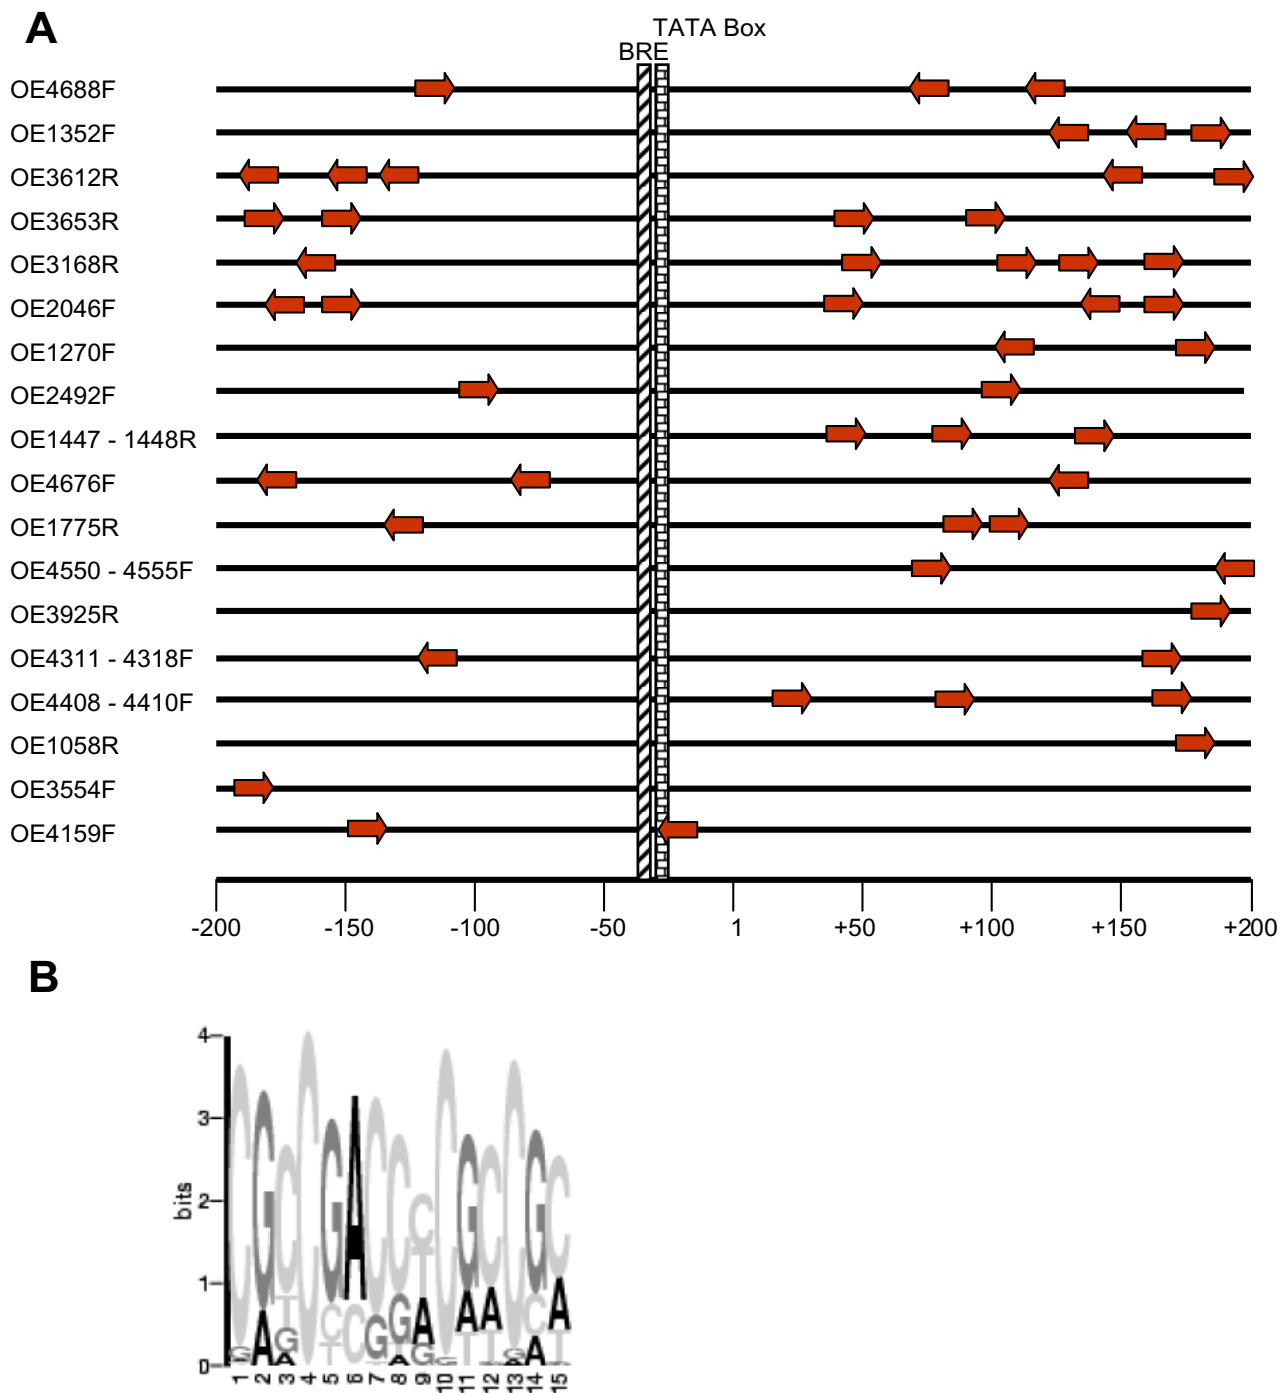 A
TATA Box
BRE
OE4688F
OE1352F
OE3612R
OE3653R
OE3168R
OE2046F
OE1270F
OE2492F
OE1447 - 1448R
OE4676F
OE1775R
OE4550 - 4555F
OE3925R
OE4311 - 4318F
OE4408 - 4410F
OE1058R
OE3554F
OE4159F
-200 -150 -100 -50 1 +50 +100 +150 +200
B
4
3
2
1
0
bits
CGCCGACCCCGCCGC
1 2 3 4 5 6 7 8 9 10 11 12 13 14 15